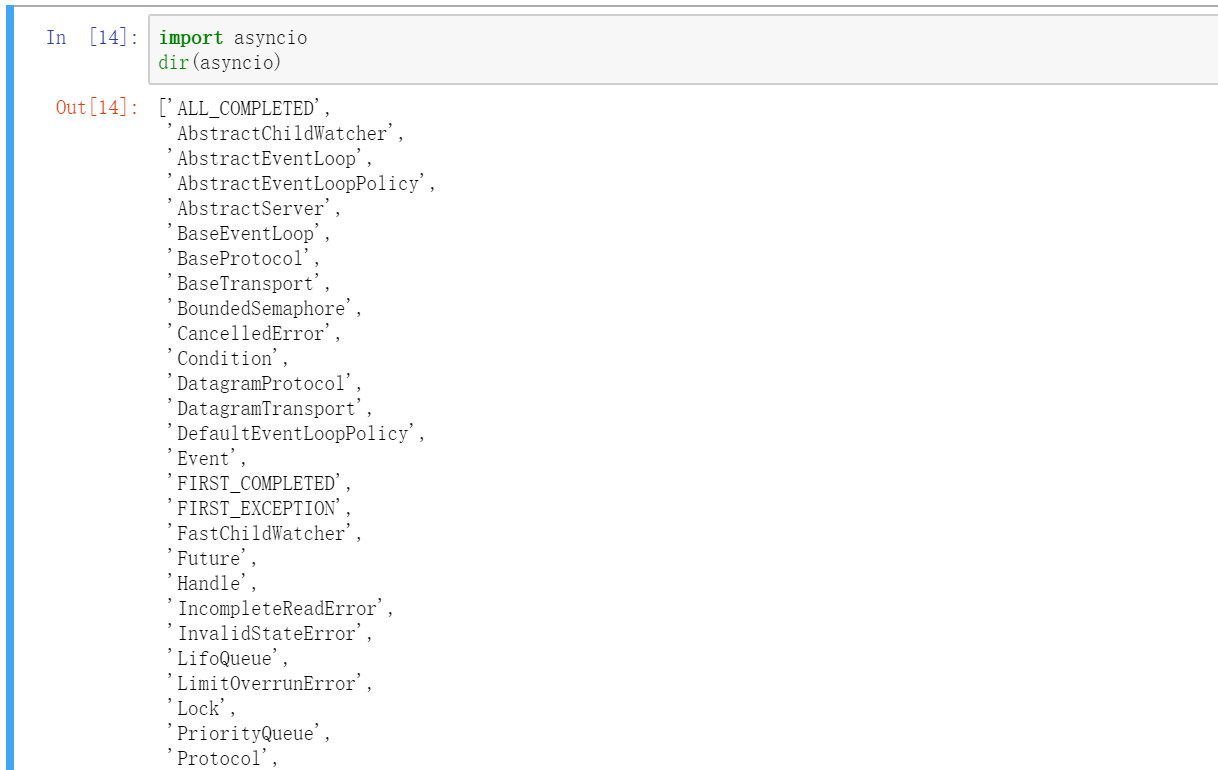 In [14]: import asyncio
dir(asyncio)
Out[14]: ['ALL_COMPLETED',
'AbstractChildWatcher',
'AbstractEventLoop',
'AbstractEventLoopPolicy',
'AbstractServer',
'BaseEventLoop',
'BaseProtocol',
'BaseTransport',
'BoundedSemaphore',
'CancelledError',
'Condition',
'DatagramProtocol',
'DatagramTransport',
'DefaultEventLoopPolicy',
'Event',
'FIRST_COMPLETED',
'FIRST_EXCEPTION',
'FastChildWatcher',
'Future',
'Handle',
'IncompleteReadError',
'InvalidStateError',
'LifoQueue',
'LimitOverrunError',
'Lock',
'PriorityQueue',
'Protocol',